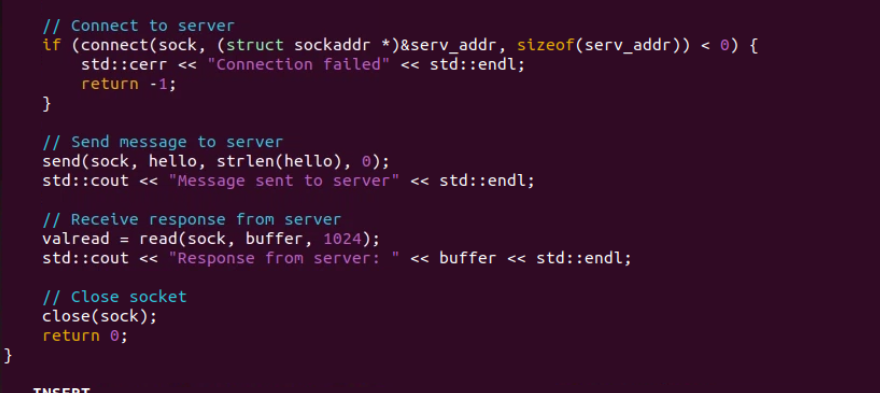 // Connect to server
if (connect(sock, (struct sockaddr *)&serv_addr, sizeof(serv_addr)) < 0) {
std::cerr << "Connection failed" << std::endl;
return -1;
}
// Send message to server
send(sock, hello, strlen(hello), 0);
std::cout << "Message sent to server" << std::endl;
// Receive response from server
valread = read(sock, buffer, 1024);
std::cout << "Response from server: " << buffer << std::endl;
// Close socket
close(sock);
return 0;
}
INSERT